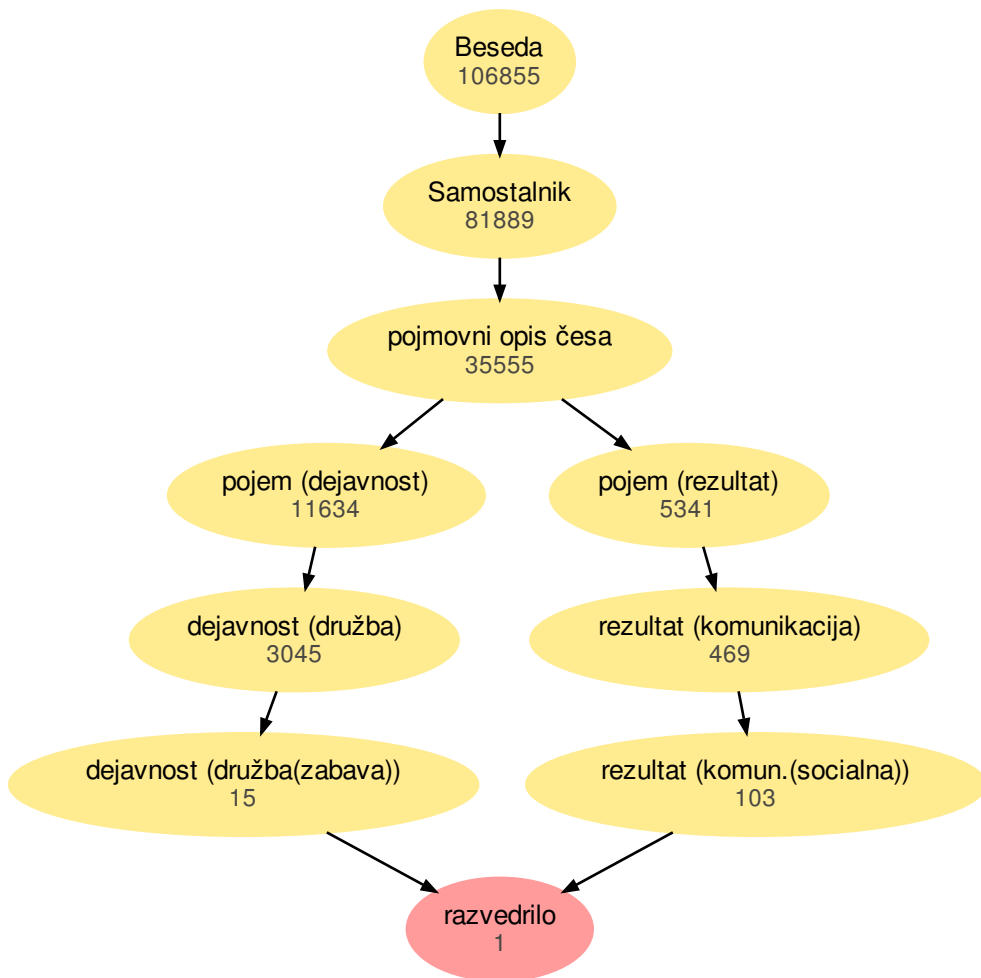 Beseda
106855
Samostalnik
81889
pojmovni opis česa
35555
pojem (dejavnost)
11634
pojem (rezultat)
5341
dejavnost (družba)
3045
rezultat (komunikacija)
469
dejavnost (družba(zabava))
15
rezultat (komun.(socialna))
103
razvedrilo
1